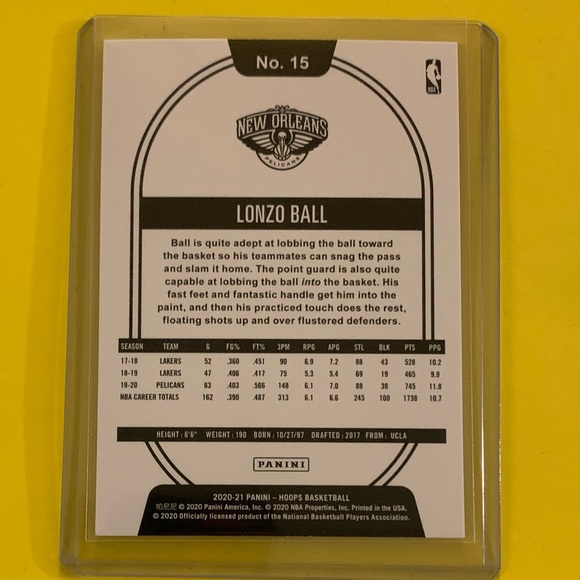 No. 15
NBA
NEW ORLEANS
PELICANS
LONZO BALL
Ball is quite adept at lobbing the ball toward
the basket so his teammates can snag the pass
and slam it home. The point guard is also quite
capable at lobbing the ball into the basket. His
fast feet and fantastic handle get him into the
paint, and then his practiced touch does the rest,
floating shots up and over flustered defenders.
SEASON TEAM G FG% FT% 3PM RPG APG STL BLK PTS PPG
17-18 LAKERS 52 .360 .451 90 6.9 7.2 88 43 528 10.2
18-19 LAKERS 47 .406 .417 75 5.3 5.4 69 19 465 9.9
19-20 PELICANS 63 .403 .566 148 6.1 7.0 88 38 745 11.8
NBA CAREER TOTALS 162 .390 .487 313 6.1 6.6 245 100 1738 10.7
HEIGHT: 6'6" WEIGHT: 190 BORN: 10/27/97 DRAFTED: 2017 FROM: UCLA
PANINI
2020-21 PANINI – HOOPS BASKETBALL
帕尼尼 © 2020 Panini America, Inc. © 2020 NBA Properties, Inc. Printed in the USA.
© 2020 Officially licensed product of the National Basketball Players Association.